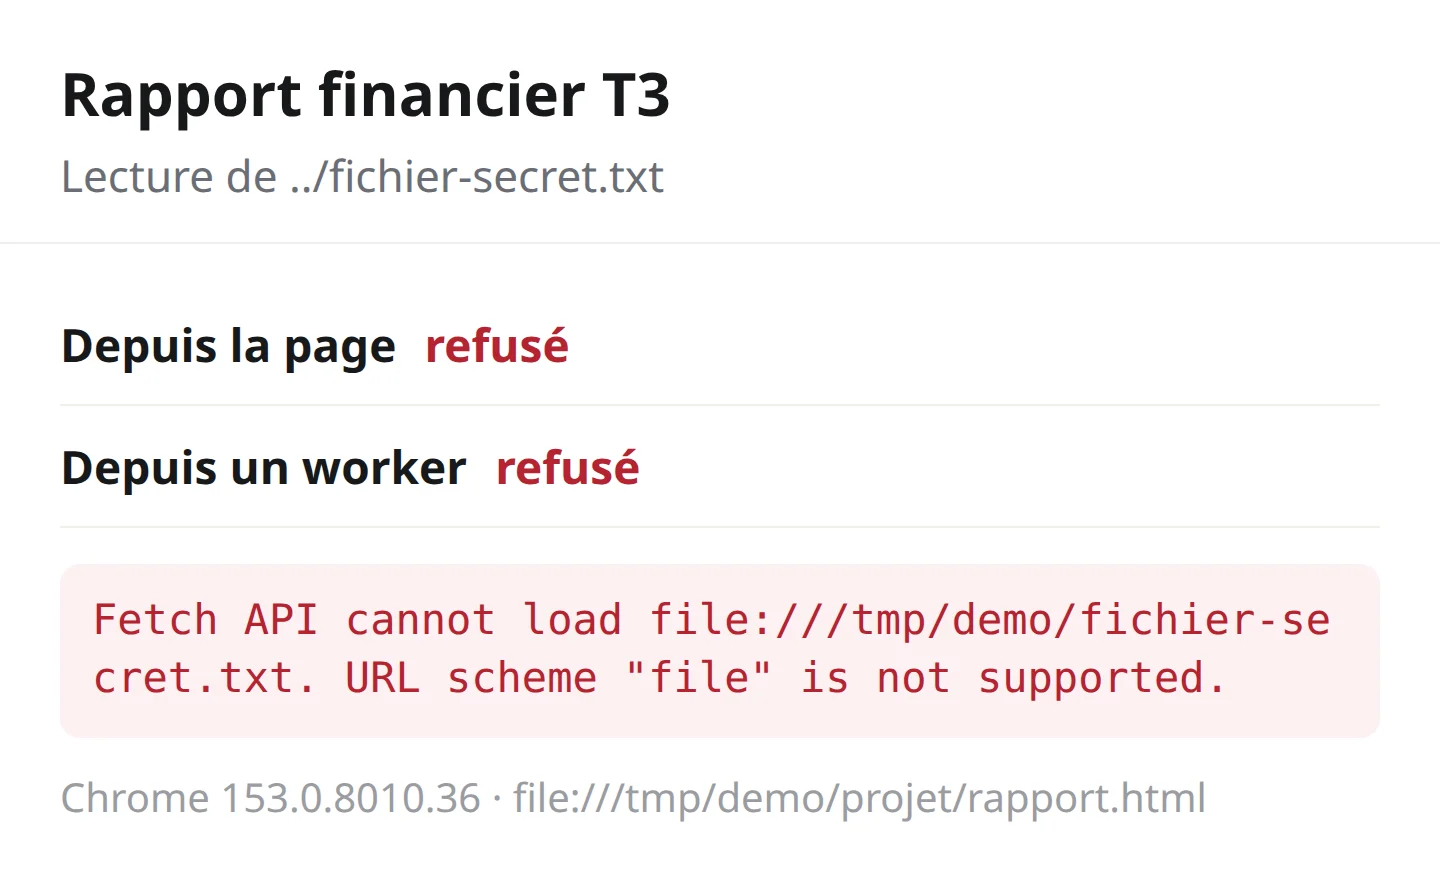 Rapport financier T3
Lecture de ../fichier-secret.txt
Depuis la page refusé
Depuis un worker refusé
Fetch API cannot load file:///tmp/demo/fichier-se
cret.txt. URL scheme "file" is not supported.
Chrome 153.0.8010.36 · file:///tmp/demo/projet/rapport.html